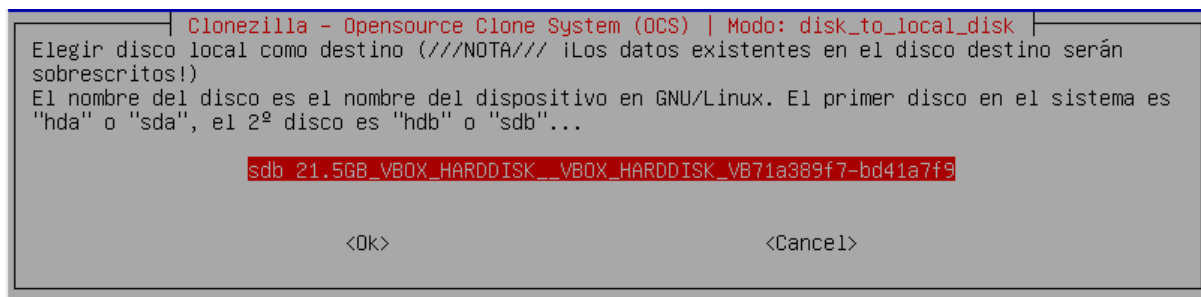 Clonezilla - Opensource Clone System (OCS) | Modo: disk_to_local_disk
Elegir disco local como destino (///NOTA/// ¡Los datos existentes en el disco destino serán
sobrescritos!)
El nombre del disco es el nombre del dispositivo en GNU/Linux. El primer disco en el sistema es
"hda" o "sda", el 2º disco es "hdb" o "sdb"...
sdb 21.5GB_VBOX_HARDDISK__VBOX_HARDDISK_VB71a389f7-bd41a7f9
<Ok> <Cancel>